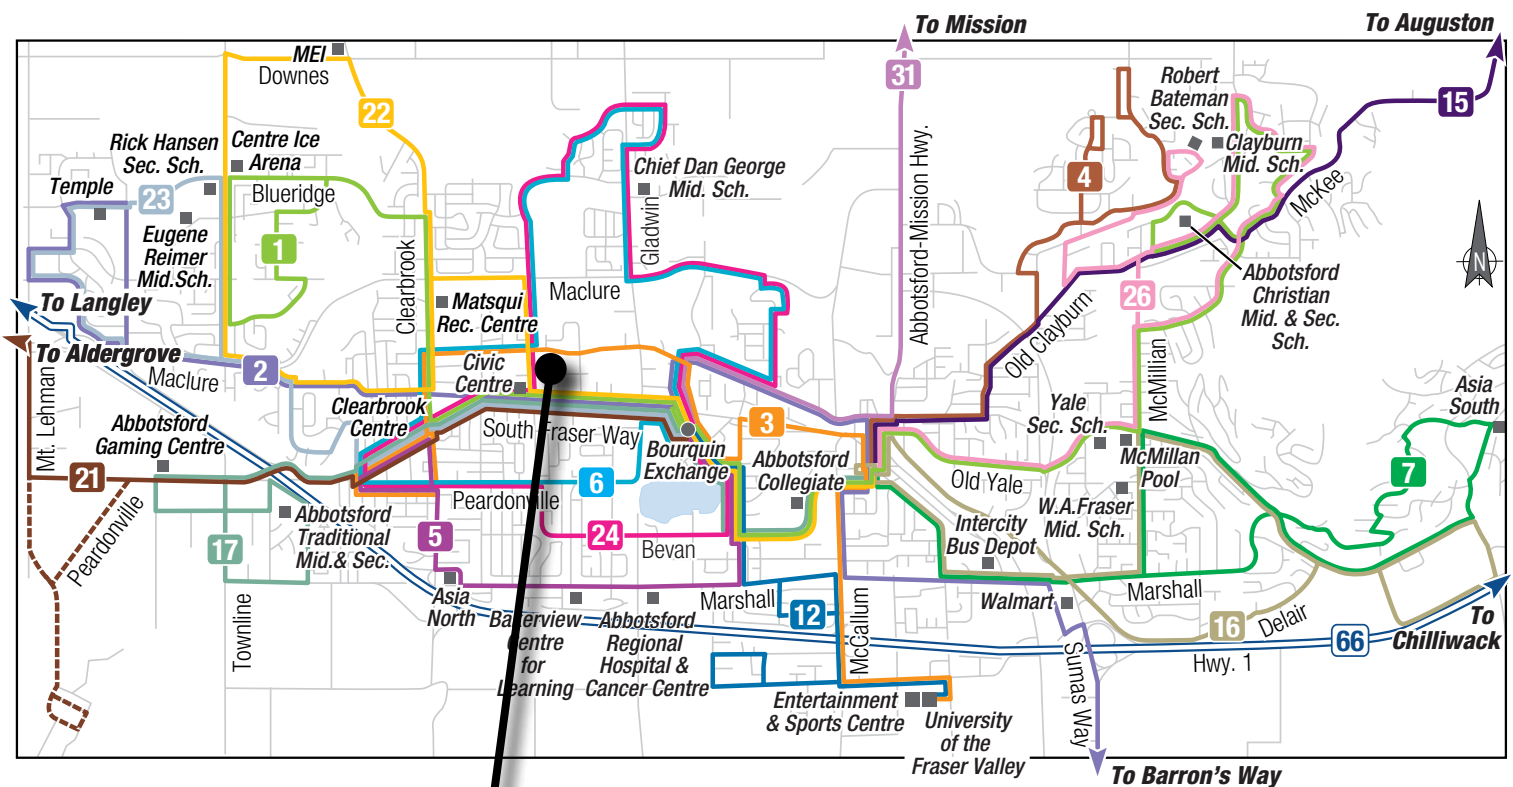 To Mission
To Auguston
MEI
Downes
31
Robert
Bateman
Sec. Sch.
15
22
Rick Hansen
Sec. Sch.
Centre Ice
Arena
Clayburn
Mid. Sch.
Chief Dan George
Mid. Sch.
4
Temple
23
Blueridge
McKee
Abbotsford-Mission Hwy.
Gladwin
Eugene
Reimer
Mid.Sch.
1
Clearbrook
N
Abbotsford
Christian
Mid. & Sec.
Sch.
To Langley
Matsqui
Rec. Centre
Maclure
26
Old Clayburn
To Aldergrove
Maclure
2
Civic
Centre
McMillian
Mt. Lehman
Asia
South
Abbotsford
Gaming Centre
Clearbrook
Centre
South Fraser Way
3
Yale
Sec. Sch.
Bourquin
Exchange
Abbotsford
Collegiate
McMillan
Pool
21
6
Old Yale
7
Peardonville
Peardonville
W.A.Fraser
Mid. Sch.
Abbotsford
Traditional
Mid.& Sec.
5
24
Bevan
Intercity
Bus Depot
17
Asia
North
Marshall
12
Walmart
Marshall
Townline
Bakerview
Centre
for
Learning
Abbotsford
Regional
Hospital &
Cancer Centre
McCallum
16
Delair
66
To
Chilliwack
Sumas Way
Hwy. 1
Entertainment
& Sports Centre
University
of the
Fraser Valley
To Barron's Way